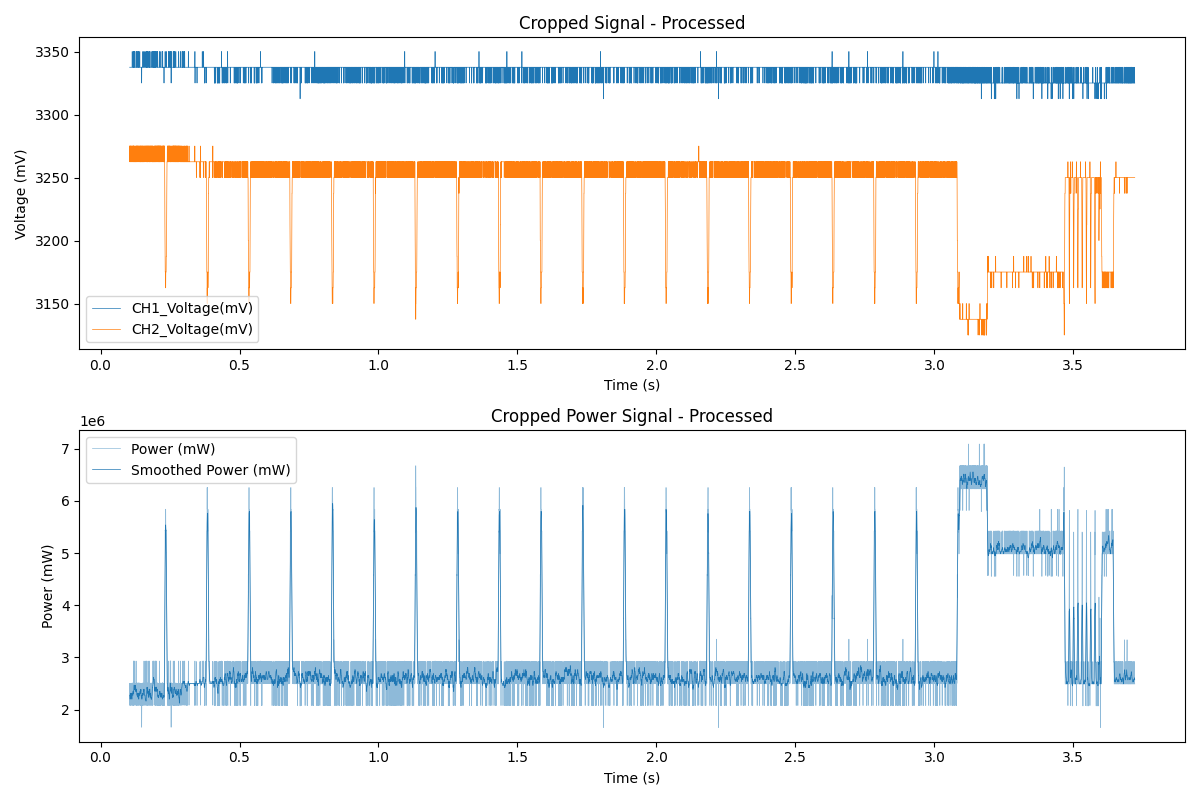 Cropped Signal - Processed
Voltage (mV)
3350
3300
3250
3200
3150
CH1_Voltage(mV)
CH2_Voltage(mV)
0.0 0.5 1.0 1.5 2.0 2.5 3.0 3.5
Time (s)
Cropped Power Signal - Processed
1e6
Power (mW)
7
6
5
4
3
2
Power (mW)
Smoothed Power (mW)
0.0 0.5 1.0 1.5 2.0 2.5 3.0 3.5
Time (s)